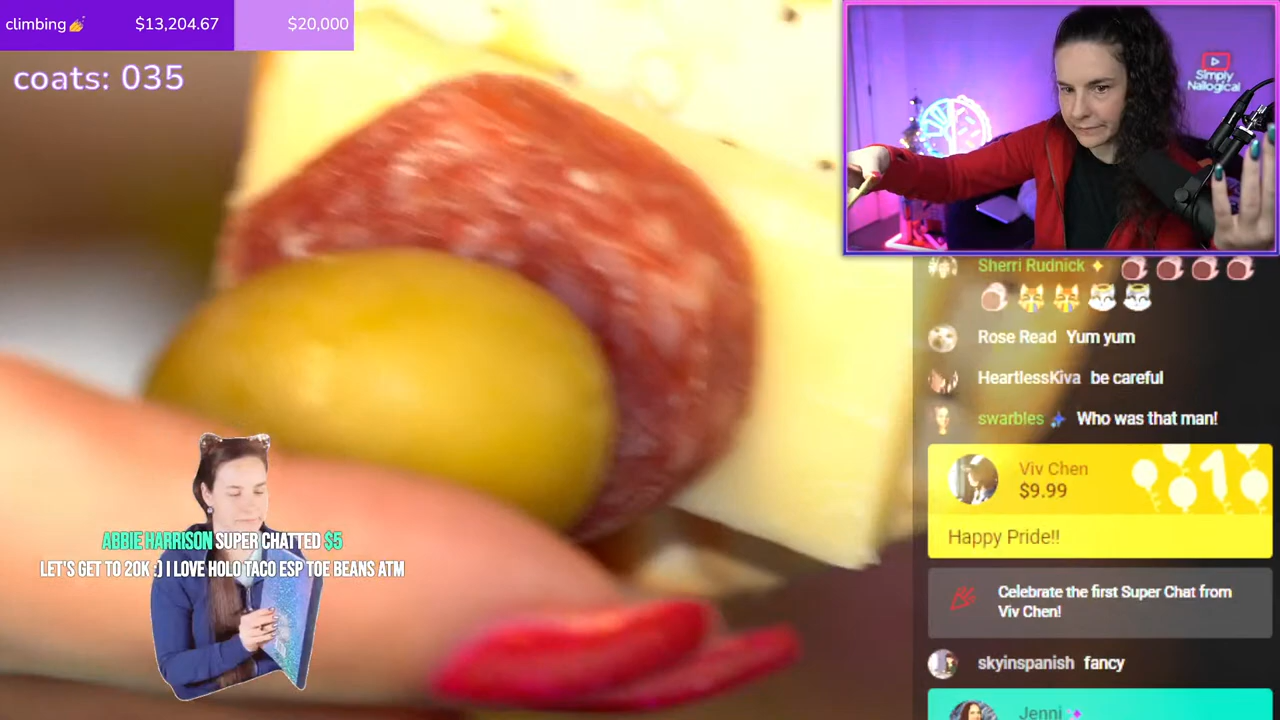 climbing💅 $13,204.67 $20,000
coats: 035
Simply
Nailogical
Sherri Rudnick
Rose Read Yum yum
HeartlessKiva be careful
swarbles Who was that man!
Viv Chen
$9.99
Happy Pride!!
Celebrate the first Super Chat from
Viv Chen!
skyinspanish fancy
Jenni
ABBIE HARRISON SUPER CHATTED $5
LET'S GET TO 20K :) I LOVE HOLO TACO ESP TOE BEANS ATM